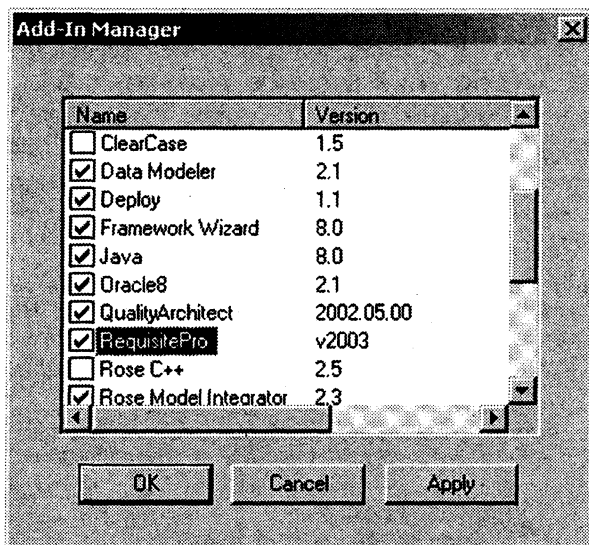 Add-In Manager
Name Version
ClearCase 1.5
Data Modeler 2.1
Deploy 1.1
Framework Wizard 8.0
Java 8.0
Oracle8 2.1
QualityArchitect 2002.05.00
RequisitePro v2003
Rose C++ 2.5
Rose Model Integrator 2.3
OK Cancel Apply